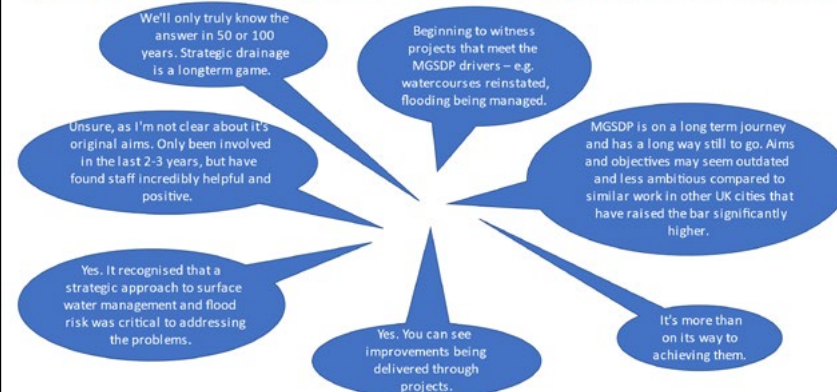 We'll only truly know the
answer in 50 or 100
years. Strategic drainage
is a longterm game.
Beginning to witness
projects that meet the
MGSDP drivers – e.g.
watercourses reinstated,
flooding being managed.
Unsure, as I'm not clear about it's
original aims. Only been involved
in the last 2-3 years, but have
found staff incredibly helpful and
positive.
MGSDP is on a long term journey
and has a long way still to go. Aims
and objectives may seem outdated
and less ambitious compared to
similar work in other UK cities that
have raised the bar significantly
higher.
Yes. It recognised that a
strategic approach to surface
water management and flood
risk was critical to addressing
the problems.
Yes. You can see
improvements being
delivered through
projects.
It's more than
on its way to
achieving them.